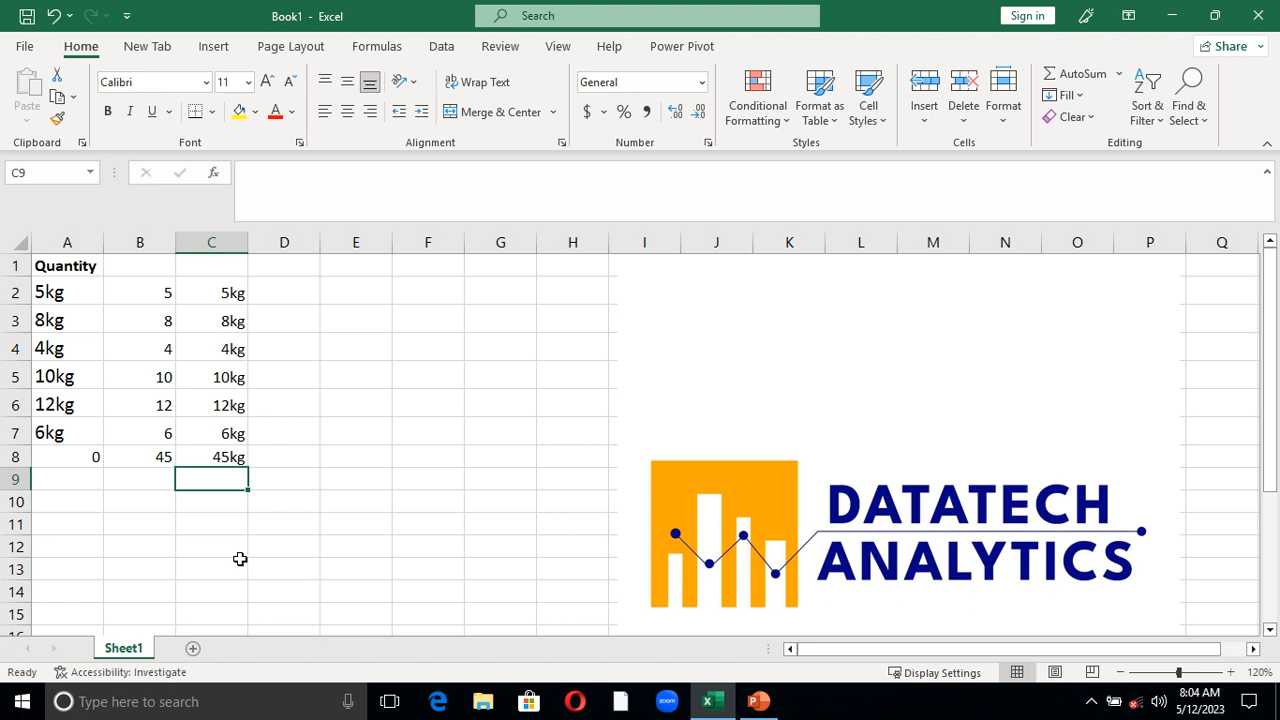 Book1 - Excel
Search
Sign in
File Home New Tab Insert Page Layout Formulas Data Review View Help Power Pivot
Share
Paste
Calibri 11
B I U
ab Wrap Text
Merge & Center
General
$ % ,
Conditional Formatting
Format as Table
Cell Styles
Insert
Delete
Format
AutoSum
Fill
Clear
Sort & Filter
Find & Select
Clipboard Font Alignment Number Styles Cells Editing
C9 fx
A B C D E F G H I J K L M N O P Q
1 Quantity
2 5kg 5 5kg
3 8kg 8 8kg
4 4kg 4 4kg
5 10kg 10 10kg
6 12kg 12 12kg
7 6kg 6 6kg
8 0 45 45kg
9
10
11
12
13
14
15
16
DATATECH
ANALYTICS
Sheet1
Ready Accessibility: Investigate Display Settings 120%
Type here to search
zoom
8:04 AM
5/12/2023